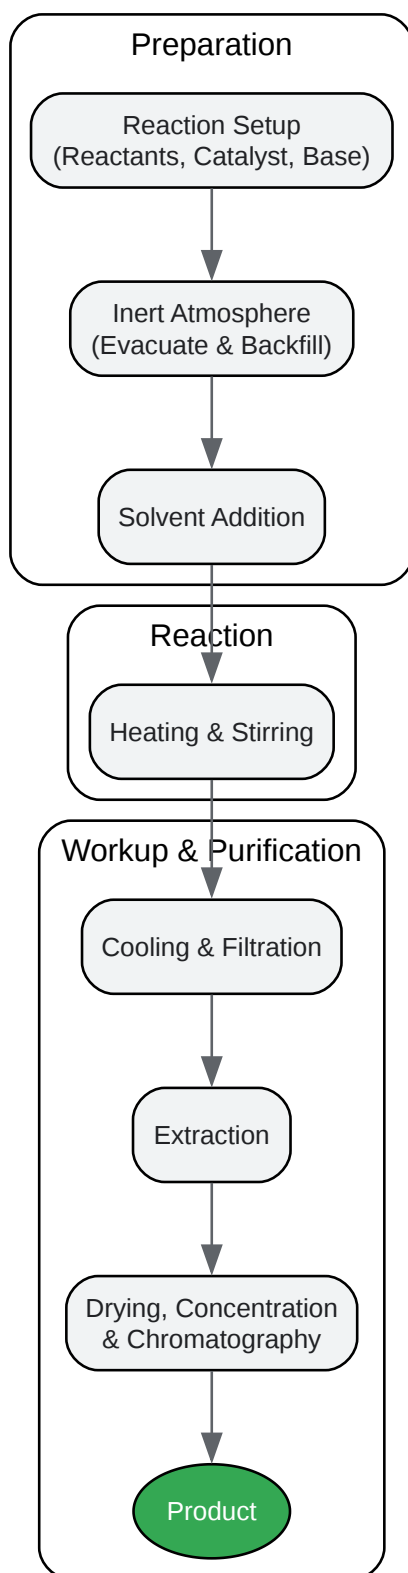 Preparation
Reaction Setup
(Reactants, Catalyst, Base)
Inert Atmosphere
(Evacuate & Backfill)
Solvent Addition
Reaction
Heating & Stirring
Workup & Purification
Cooling & Filtration
Extraction
Drying, Concentration
& Chromatography
Product